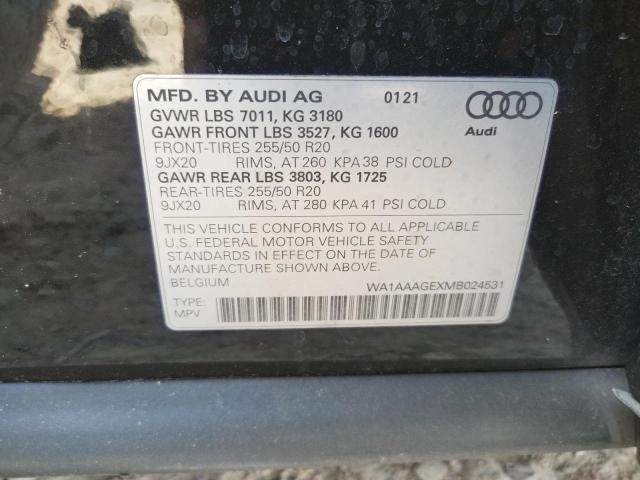 MFD. BY AUDI AG 0121
GVWR LBS 7011, KG 3180
GAWR FRONT LBS 3527, KG 1600
Audi
FRONT-TIRES 255/50 R20
9JX20 RIMS, AT 260 KPA 38 PSI COLD
GAWR REAR LBS 3803, KG 1725
REAR-TIRES 255/50 R20
9JX20 RIMS, AT 280 KPA 41 PSI COLD
THIS VEHICLE CONFORMS TO ALL APPLICABLE
U.S. FEDERAL MOTOR VEHICLE SAFETY
STANDARDS IN EFFECT ON THE DATE OF
MANUFACTURE SHOWN ABOVE.
BELGIUM WA1AAAGEXMB024531
TYPE:
MPV